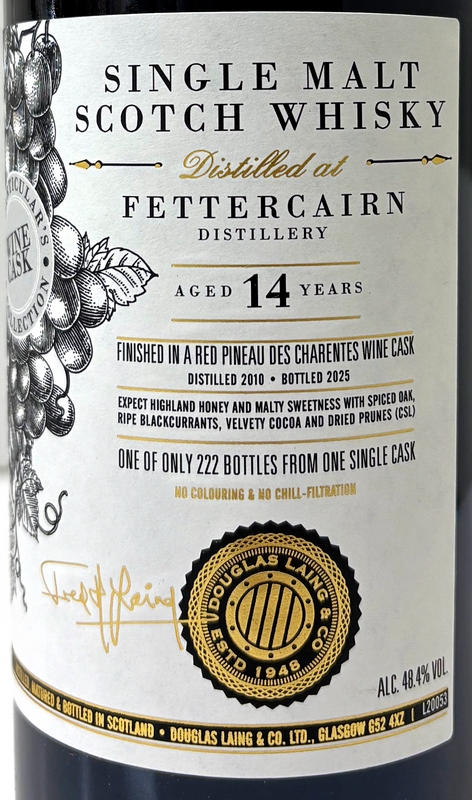 SINGLE MALT
SCOTCH WHISKY
Distilled at
FETTERCAIRN
DISTILLERY
AGED 14 YEARS
FINISHED IN A RED PINEAU DES CHARENTES WINE CASK
DISTILLED 2010 • BOTTLED 2025
EXPECT HIGHLAND HONEY AND MALTY SWEETNESS WITH SPICED OAK,
RIPE BLACKCURRANTS, VELVETY COCOA AND DRIED PRUNES (CSL)
ONE OF ONLY 222 BOTTLES FROM ONE SINGLE CASK
NO COLOURING & NO CHILL-FILTRATION
Fred H Laing
DOUGLAS LAING & CO
ESTD 1948
ALC. 48.4% VOL.
MATURED & BOTTLED IN SCOTLAND • DOUGLAS LAING & CO. LTD., GLASGOW G52 4XZ | L20053
CASK